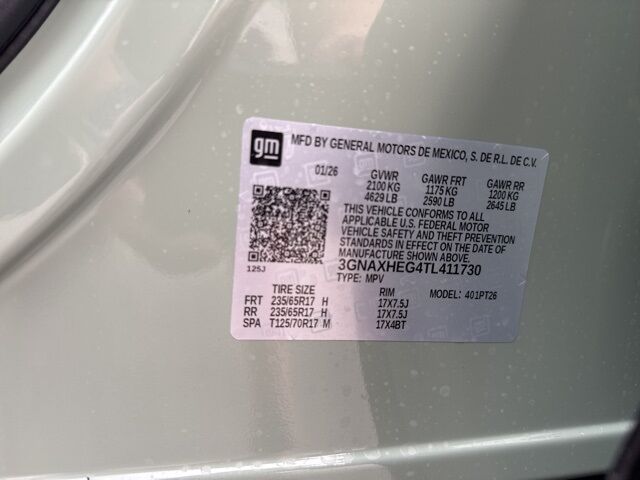 gm MFD BY GENERAL MOTORS DE MEXICO, S. DE R.L. DE C.V.
01/26 GVWR GAWR FRT GAWR RR
2100 KG 1175 KG 1200 KG
4629 LB 2590 LB 2645 LB
THIS VEHICLE CONFORMS TO ALL
APPLICABLE U.S. FEDERAL MOTOR
VEHICLE SAFETY AND THEFT PREVENTION
STANDARDS IN EFFECT ON THE DATE OF
MANUFACTURE SHOWN ABOVE.
125J 3GNAXHEG4TL411730
TYPE: MPV
TIRE SIZE RIM MODEL: 401PT26
FRT 235/65R17 H 17X7.5J
RR 235/65R17 H 17X7.5J
SPA T125/70R17 M 17X4BT